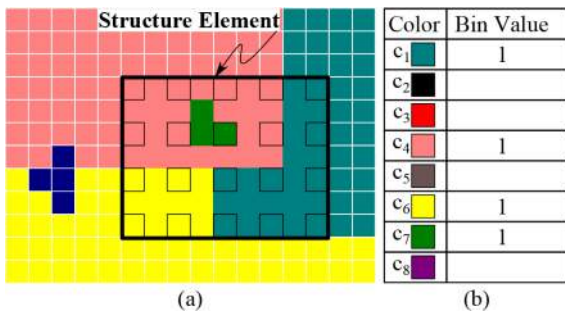 Structure Element
(a)
Color Bin Value
c1 1
c2
c3
c4 1
c5
c6 1
c7 1
c8
(b)